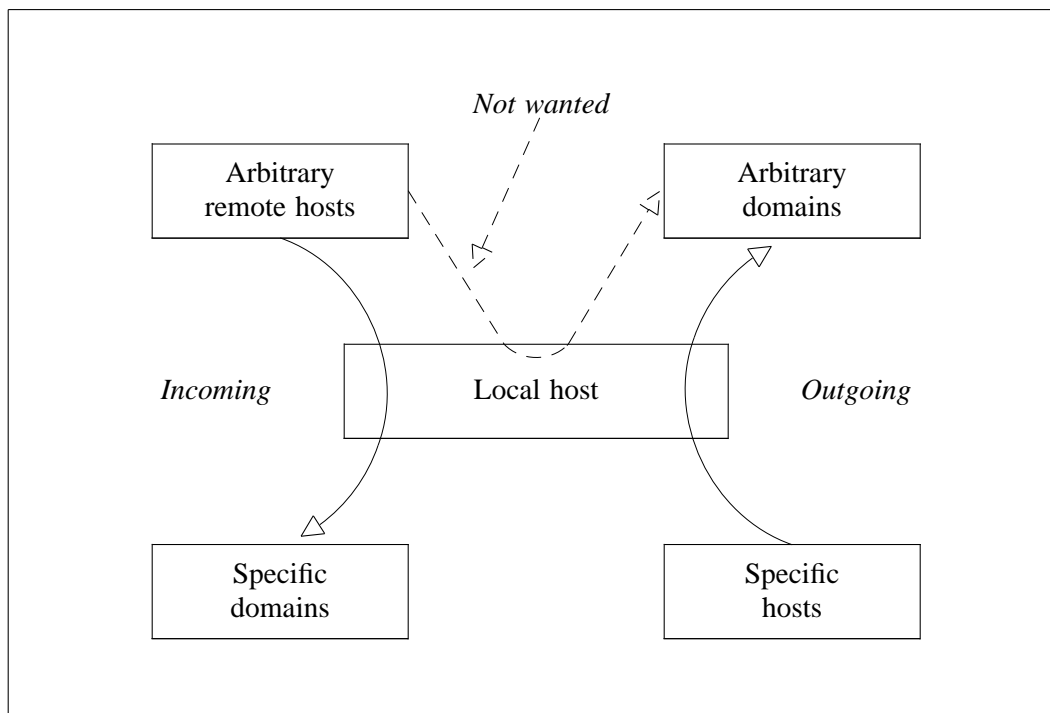 Not wanted
Arbitrary
remote hosts
Arbitrary
domains
Incoming
Local host
Outgoing
Specific
domains
Specific
hosts